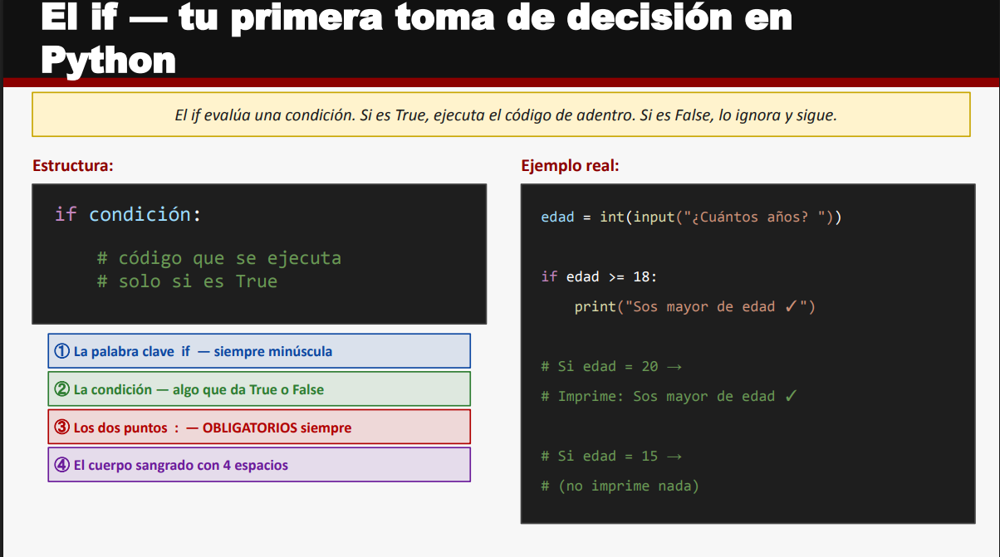 El if — tu primera toma de decisión en
Python
El if evalúa una condición. Si es True, ejecuta el código de adentro. Si es False, lo ignora y sigue.
Estructura:
if condición:
# código que se ejecuta
# solo si es True
① La palabra clave if — siempre minúscula
② La condición — algo que da True o False
③ Los dos puntos : — OBLIGATORIOS siempre
④ El cuerpo sangrado con 4 espacios
Ejemplo real:
edad = int(input("¿Cuántos años? "))
if edad >= 18:
print("Sos mayor de edad ✓")
# Si edad = 20 →
# Imprime: Sos mayor de edad ✓
# Si edad = 15 →
# (no imprime nada)